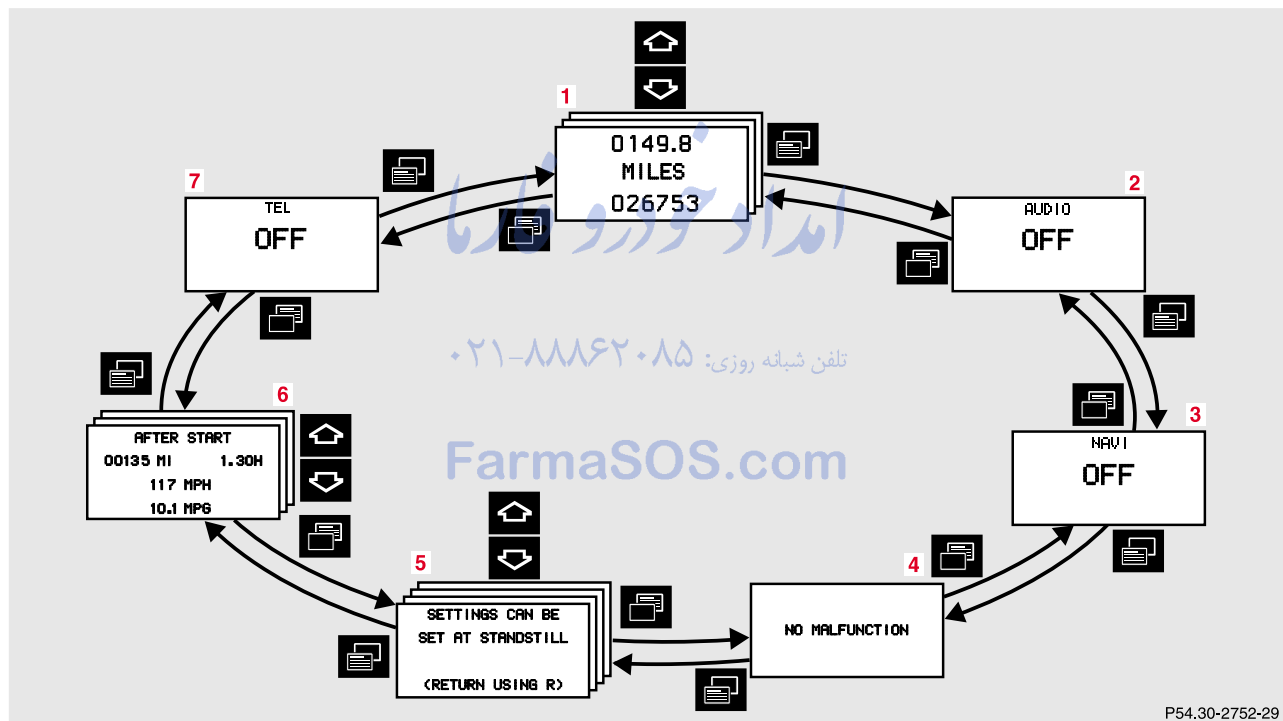 1
0149.8
MILES
026753
2
AUDIO
OFF
3
NAVI
OFF
4
NO MALFUNCTION
5
SETTINGS CAN BE
SET AT STANDSTILL
(RETURN USING R)
6
AFTER START
00135 MI 1.30H
117 MPH
10.1 MPG
7
TEL
OFF
امداد خودرو فارما
تلفن شبانه روزی: ۸۸۸۶۲۰۸۵-۰۲۱
FarmaSOS.com
P54.30-2752-29